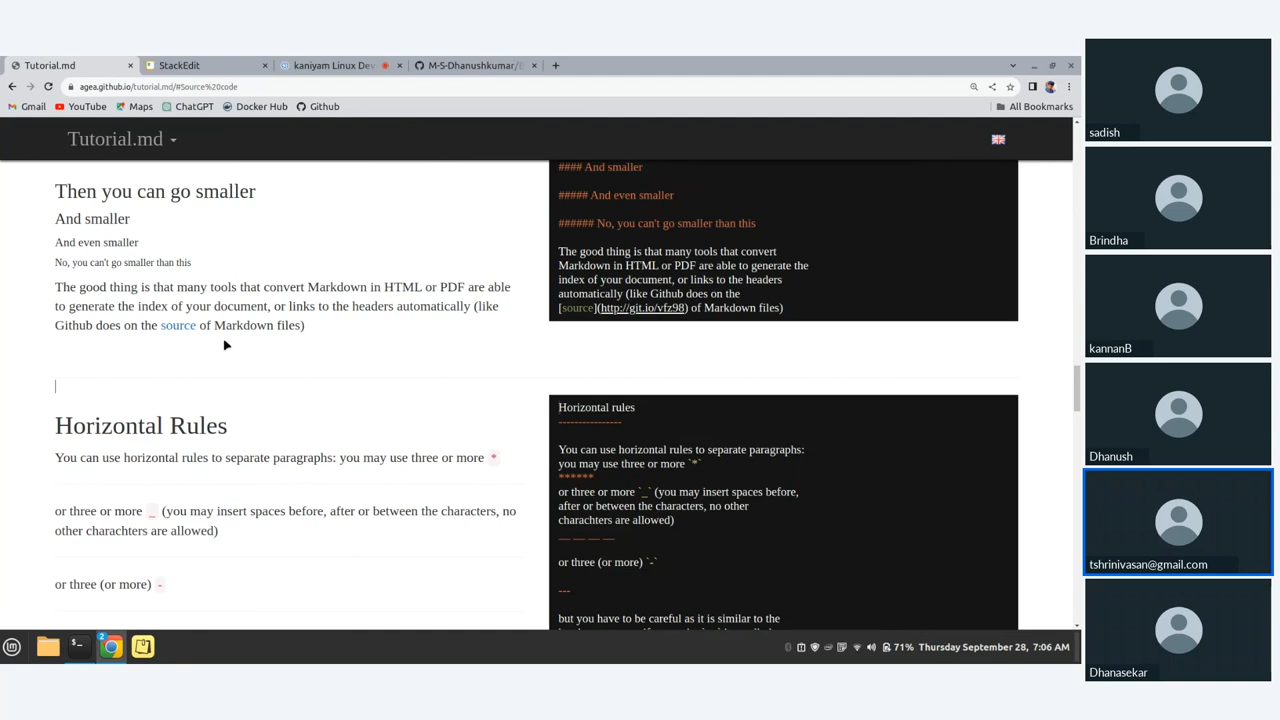 Tutorial.md
StackEdit
kaniyam Linux Dev
M-S-Dhanushkumar/B
agea.github.io/tutorial.md/#Source%20code
Gmail
YouTube
Maps
ChatGPT
Docker Hub
Github
All Bookmarks
Tutorial.md
Then you can go smaller
And smaller
And even smaller
No, you can't go smaller than this
The good thing is that many tools that convert Markdown in HTML or PDF are able
to generate the index of your document, or links to the headers automatically (like
Github does on the source of Markdown files)
Horizontal Rules
You can use horizontal rules to separate paragraphs: you may use three or more *
or three or more _ (you may insert spaces before, after or between the characters, no
other charachters are allowed)
or three (or more) -
#### And smaller
##### And even smaller
###### No, you can't go smaller than this
The good thing is that many tools that convert
Markdown in HTML or PDF are able to generate the
index of your document, or links to the headers
automatically (like Github does on the
[source](http://git.io/vfz98) of Markdown files)
Horizontal rules
----------------
You can use horizontal rules to separate paragraphs:
you may use three or more `*`
******
or three or more `_` (you may insert spaces before,
after or between the characters, no other
charachters are allowed)
__ __ __ __
or three (or more) `-`
---
but you have to be careful as it is similar to the
71% Thursday September 28, 7:06 AM
sadish
Brindha
kannanB
Dhanush
tshrinivasan@gmail.com
Dhanasekar